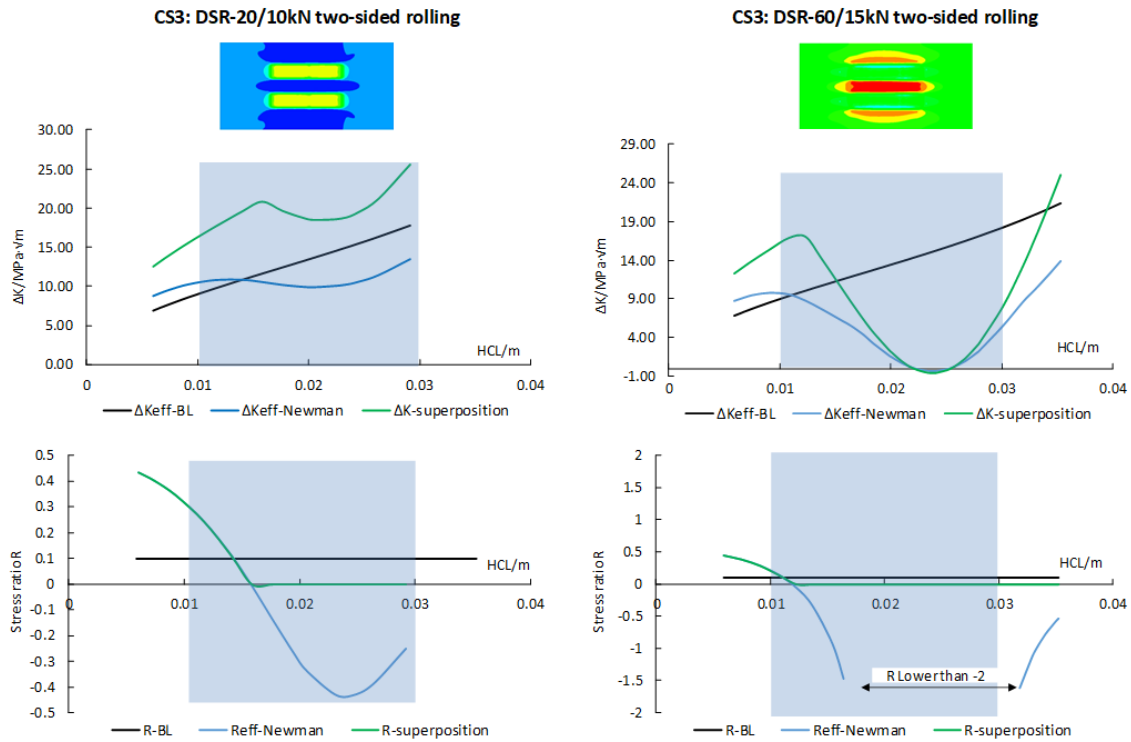 CS3: DSR-20/10kN two-sided rolling
30.00
25.00
20.00
15.00
10.00
5.00
0.00
ΔK/MPa·√m
HCL/m
0 0.01 0.02 0.03 0.04
ΔKeff-BL ΔKeff-Newman ΔK-superposition
CS3: DSR-60/15kN two-sided rolling
29.00
24.00
19.00
14.00
9.00
4.00
-1.00
ΔK/MPa·√m
HCL/m
0 0.01 0.02 0.03 0.04
ΔKeff-BL ΔKeff-Newman ΔK-superposition
0.5
0.4
0.3
0.2
0.1
0
-0.1
-0.2
-0.3
-0.4
-0.5
Stress ratio R
HCL/m
0 0.01 0.02 0.03 0.04
R-BL Reff-Newman R-superposition
2
1.5
1
0.5
0
-0.5
-1
-1.5
-2
Stress ratio R
HCL/m
0 0.01 0.02 0.03 0.04
R Lower than -2
R-BL Reff-Newman R-superposition